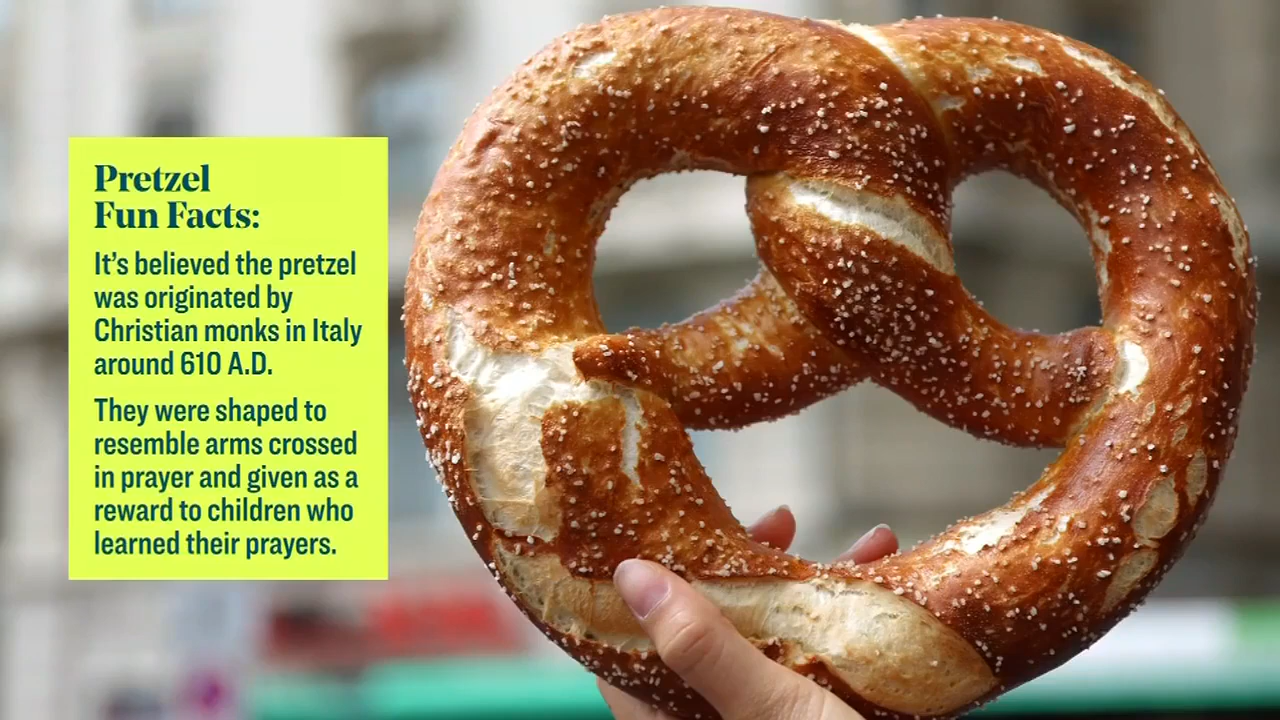 Pretzel
Fun Facts:
It’s believed the pretzel
was originated by
Christian monks in Italy
around 610 A.D.
They were shaped to
resemble arms crossed
in prayer and given as a
reward to children who
learned their prayers.